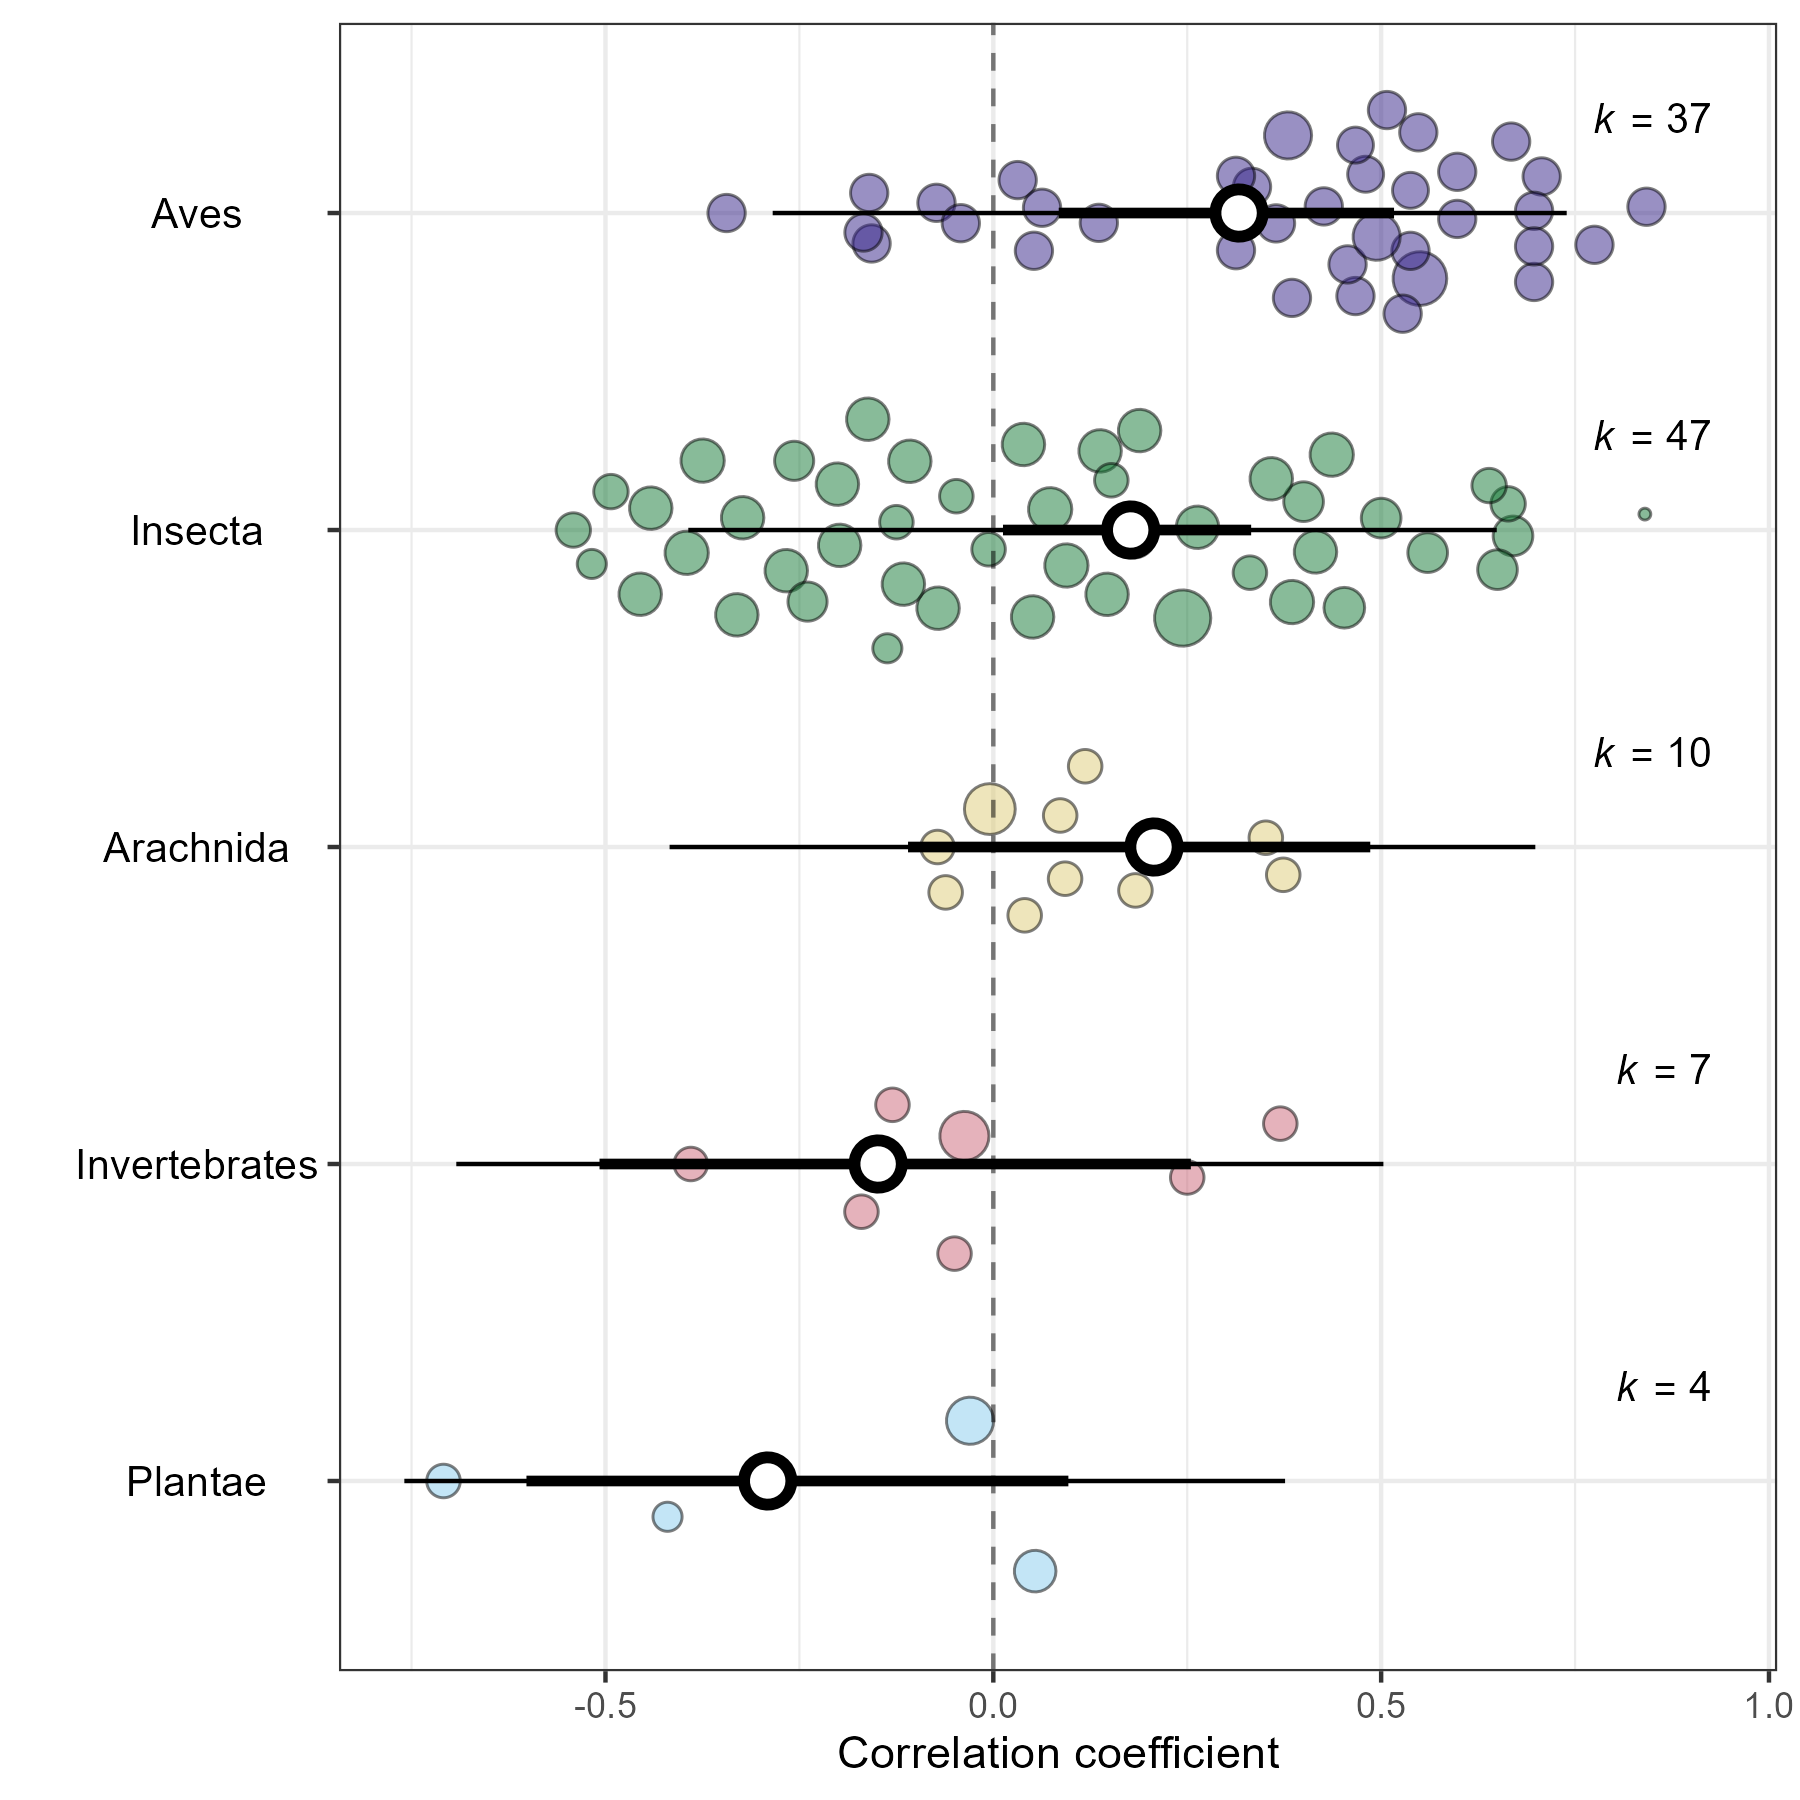 k = 37
Aves
k = 47
Insecta
k = 10
Arachnida
k = 7
Invertebrates
k = 4
Plantae
-0.5 0.0 0.5 1.0
Correlation coefficient